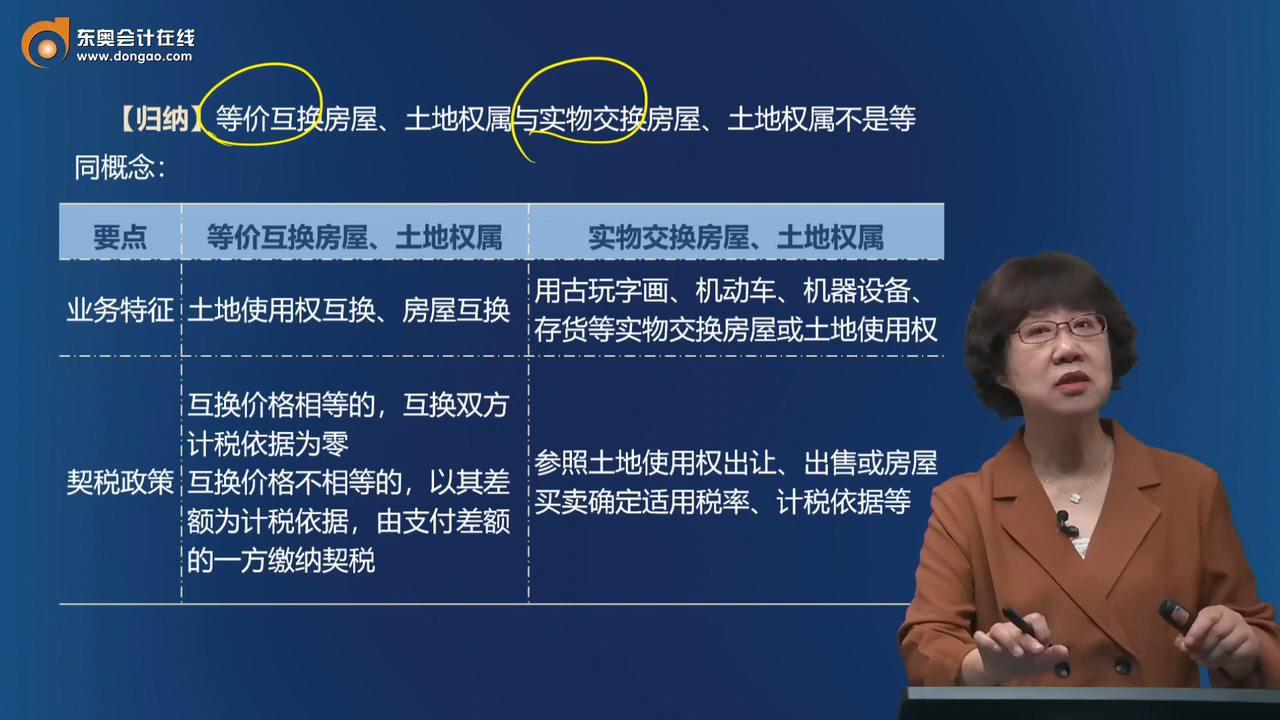 东奥会计在线
www.dongao.com
【归纳】等价互换房屋、土地权属与实物交换房屋、土地权属不是等
同概念：
要点
等价互换房屋、土地权属
实物交换房屋、土地权属
业务特征
土地使用权互换、房屋互换
用古玩字画、机动车、机器设备、
存货等实物交换房屋或土地使用权
契税政策
互换价格相等的，互换双方
计税依据为零
互换价格不相等的，以其差
额为计税依据，由支付差额
的一方缴纳契税
参照土地使用权出让、出售或房屋
买卖确定适用税率、计税依据等